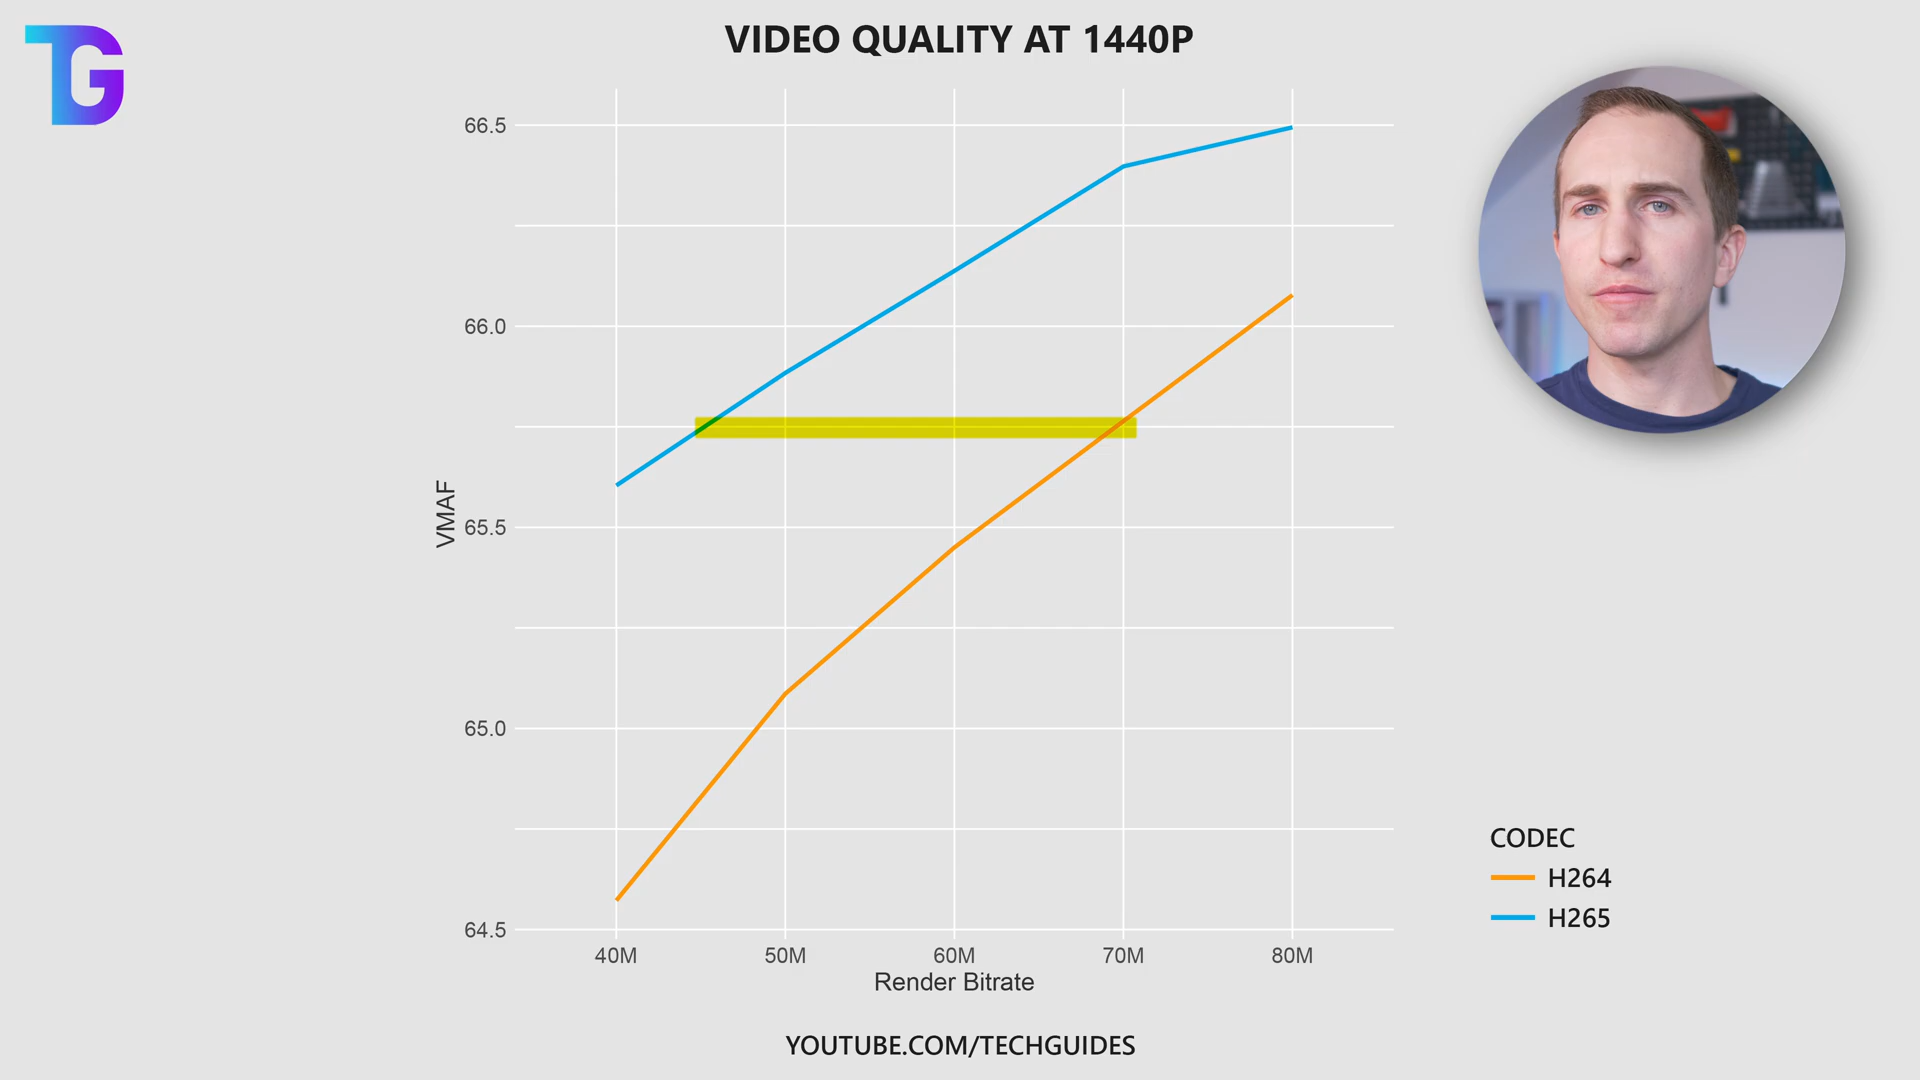 TG
VIDEO QUALITY AT 1440P
66.5
66.0
65.5
65.0
64.5
VMAF
40M 50M 60M 70M 80M
Render Bitrate
CODEC
H264
H265
YOUTUBE.COM/TECHGUIDES